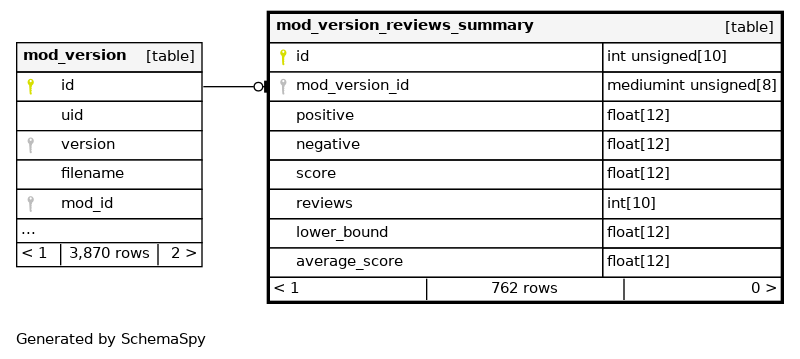 mod_version [table]
id
uid
version
filename
mod_id
...
< 1 3,870 rows 2 >
mod_version_reviews_summary [table]
id int unsigned[10]
mod_version_id mediumint unsigned[8]
positive float[12]
negative float[12]
score float[12]
reviews int[10]
lower_bound float[12]
average_score float[12]
< 1 762 rows 0 >
Generated by SchemaSpy